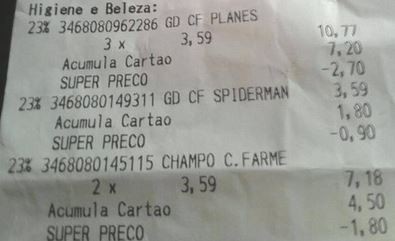 Higiene e Beleza:
23% 3468080962286 GD CF PLANES 10,77
3 x 3,59
Acumula Cartao 7,20
SUPER PRECO -2,70
23% 3468080149311 GD CF SPIDERMAN 3,59
Acumula Cartao 1,80
SUPER PRECO -0,90
23% 3468080145115 CHAMPO C.FARME
2 x 3,59 7,18
Acumula Cartao 4,50
SUPER PRECO -1,80